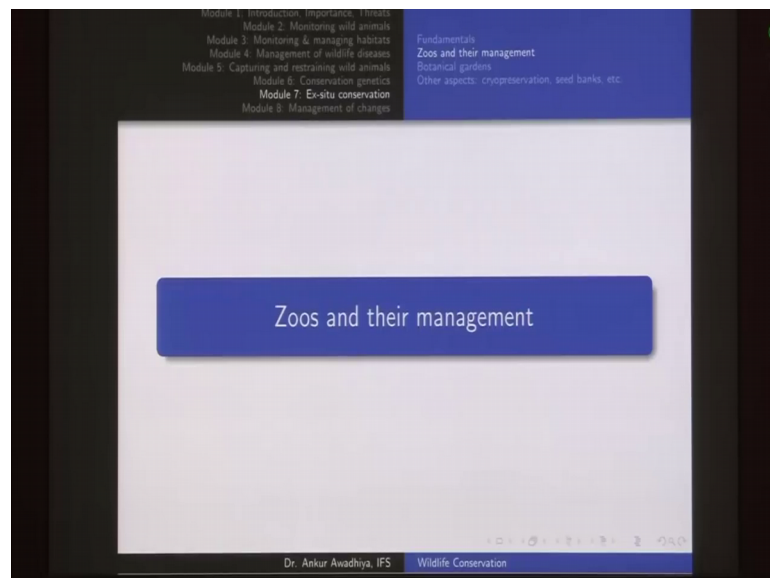 Module 1: Introduction, Importance, Threats
Module 2: Monitoring wild animals
Module 3: Monitoring & managing habitats
Module 4: Management of wildlife diseases
Module 5: Capturing and restraining wild animals
Module 6: Conservation genetics
Module 7: Ex-situ conservation
Module 8: Management of changes
Fundamentals
Zoos and their management
Botanical gardens
Other aspects: cryopreservation, seed banks, etc.
Zoos and their management
Dr. Ankur Awadhiya, IFS
Wildlife Conservation